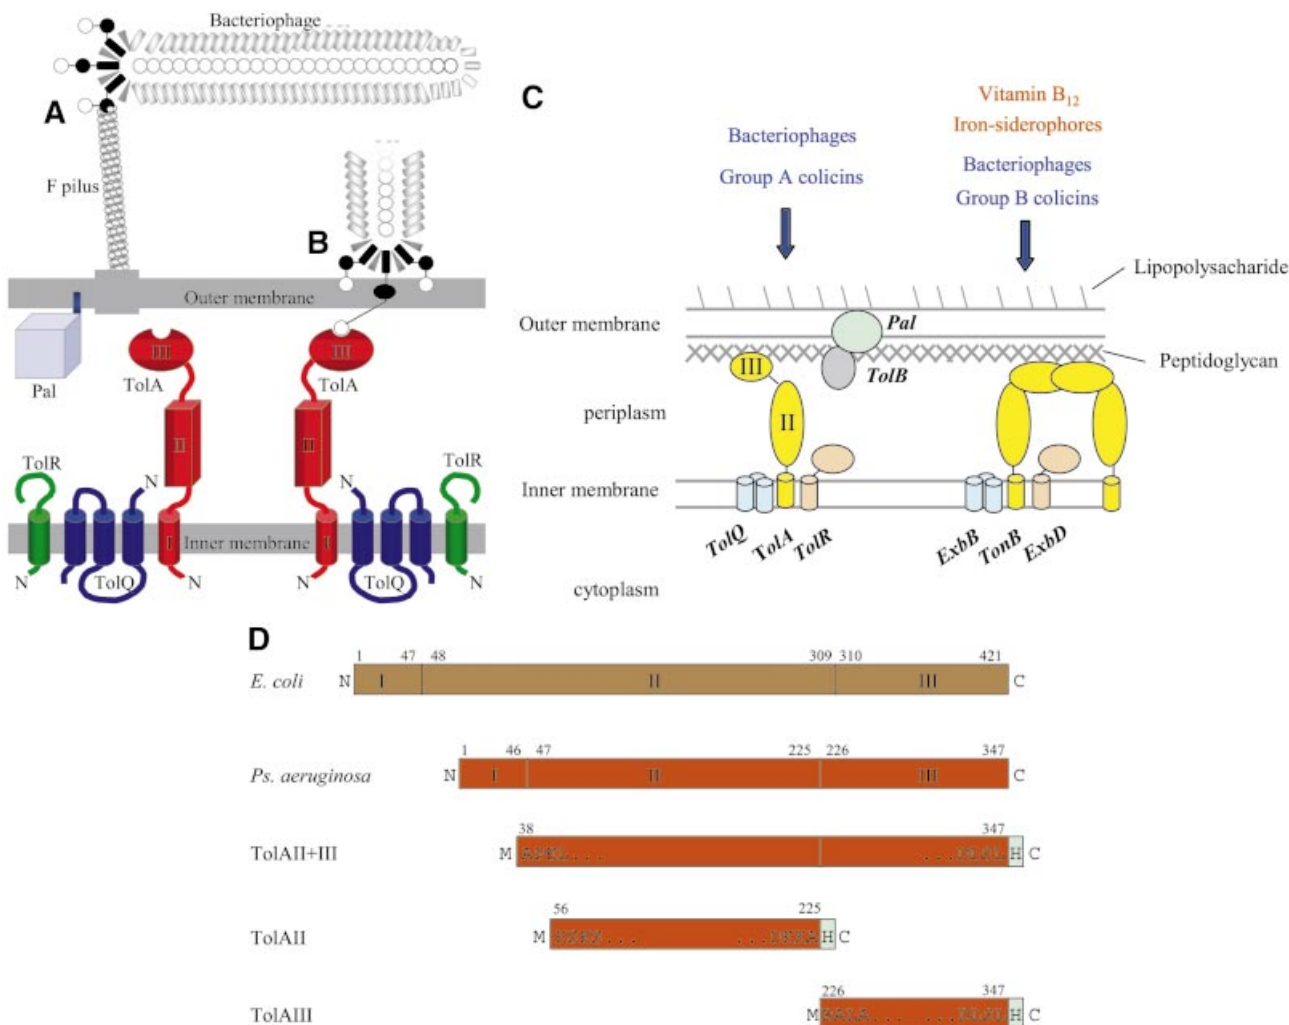 Bacteriophage
A
F pilus
B
Outer membrane
Pal
III
TolA
III
TolA
II
II
TolR
N
N
TolR
I
Inner membrane
I
N
TolQ
N
N
TolQ
N
C
Vitamin B12
Iron-siderophores
Bacteriophages
Group A colicins
Bacteriophages
Group B colicins
Lipopolysacharide
Outer membrane
Pal
Peptidoglycan
III
TolB
periplasm
II
Inner membrane
TolQ
TolA
TolR
ExbB
TonB
ExbD
cytoplasm
D
1 47 48 309 310 421
E. coli N I II III C
1 46 47 225 226 347
Ps. aeruginosa N I II III C
38 347
TolAII+III M ... ... H C
56 225
TolAII M ... ... H C
226 347
TolAIII M ... ... H C